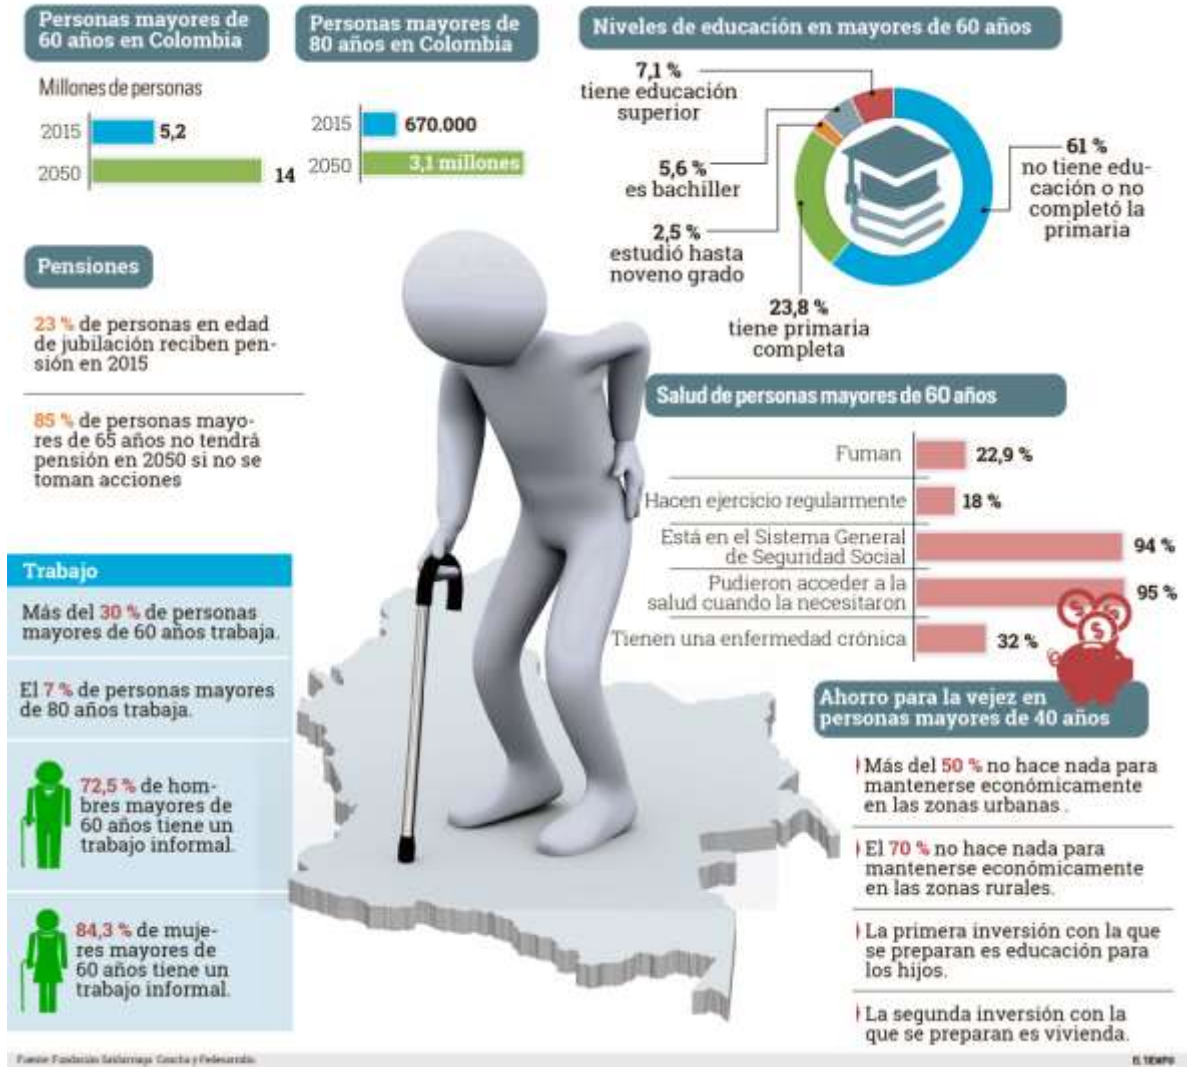 Personas mayores de
60 años en Colombia
Millones de personas
2015
5,2
2050
14
Personas mayores de
80 años en Colombia
2015
670.000
2050
3,1 millones
Niveles de educación en mayores de 60 años
7,1 %
tiene educación
superior
5,6 %
es bachiller
2,5 %
estudió hasta
noveno grado
23,8 %
tiene primaria
completa
61 %
no tiene edu-
cación o no
completó la
primaria
Pensiones
23 % de personas en edad
de jubilación reciben pen-
sión en 2015
85 % de personas mayo-
res de 65 años no tendrá
pensión en 2050 si no se
toman acciones
Salud de personas mayores de 60 años
Fuman
22,9 %
Hacen ejercicio regularmente
18 %
Está en el Sistema General
de Seguridad Social
94 %
Pudieron acceder a la
salud cuando la necesitaron
95 %
Tienen una enfermedad crónica
32 %
Trabajo
Más del 30 % de personas
mayores de 60 años trabaja.
El 7 % de personas mayores
de 80 años trabaja.
72,5 % de hom-
bres mayores de
60 años tiene un
trabajo informal.
84,3 % de muje-
res mayores de
60 años tiene un
trabajo informal.
Ahorro para la vejez en
personas mayores de 40 años
Más del 50 % no hace nada para
mantenerse económicamente
en las zonas urbanas .
El 70 % no hace nada para
mantenerse económicamente
en las zonas rurales.
La primera inversión con la que
se preparan es educación para
los hijos.
La segunda inversión con la
que se preparan es vivienda.
Fuente: Fundación Saldarriaga Concha y Fedesarrollo
EL TIEMPO